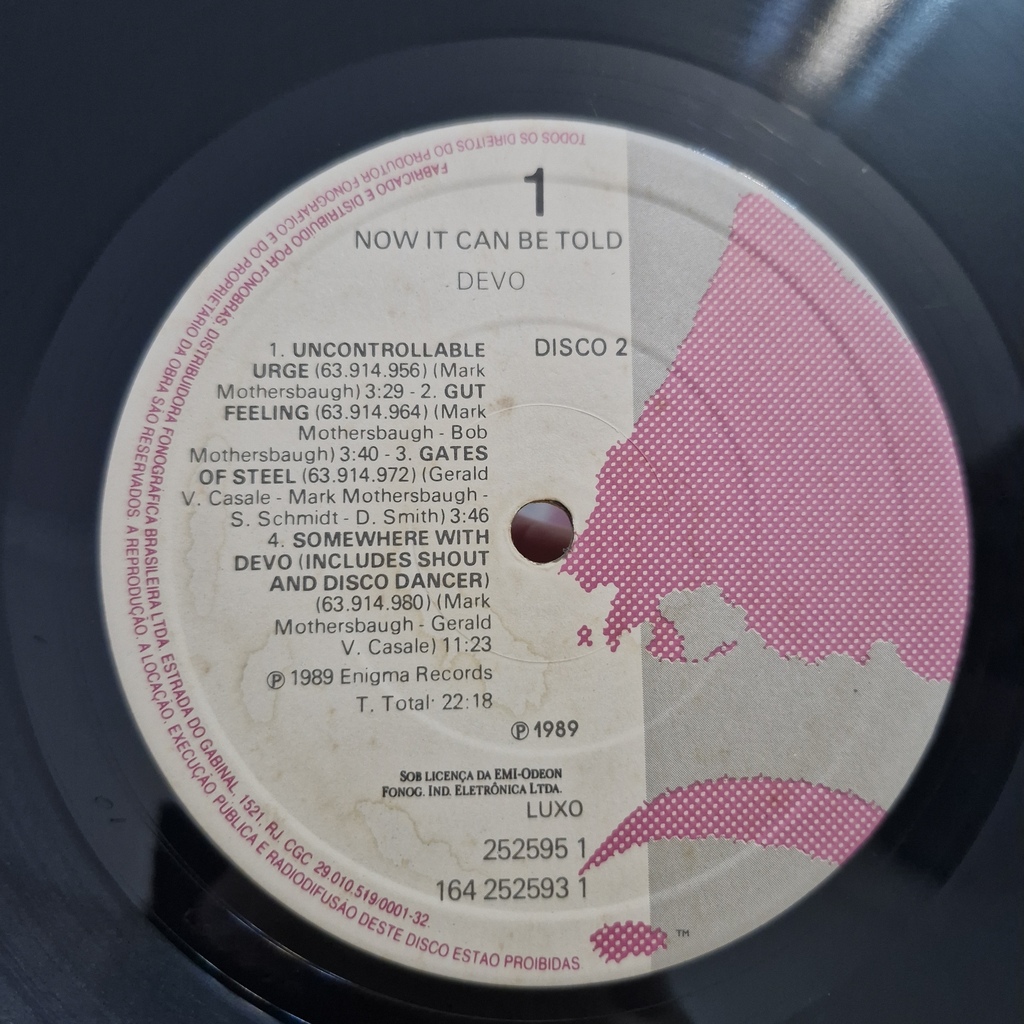 1
NOW IT CAN BE TOLD
DEVO
DISCO 2
1. UNCONTROLLABLE
URGE (63.914.956) (Mark
Mothersbaugh) 3:29 - 2. GUT
FEELING (63.914.964) (Mark
Mothersbaugh - Bob
Mothersbaugh) 3:40 - 3. GATES
OF STEEL (63.914.972) (Gerald
V. Casale - Mark Mothersbaugh -
S. Schmidt - D. Smith) 3:46
4. SOMEWHERE WITH
DEVO (INCLUDES SHOUT
AND DISCO DANCER)
(63.914.980) (Mark
Mothersbaugh - Gerald
V. Casale) 11:23
℗ 1989 Enigma Records
T. Total: 22:18
℗ 1989
SOB LICENÇA DA EMI-ODEON
FONOG. IND. ELETRÔNICA LTDA.
LUXO
252595 1
164 252593 1
TM
TODOS OS DIREITOS DO PRODUTOR FONOGRÁFICO E DO PROPRIETÁRIO DA OBRA SÃO RESERVADOS. A REPRODUÇÃO, A LOCAÇÃO, EXECUÇÃO PÚBLICA E RADIODIFUSÃO DESTE DISCO ESTÃO PROIBIDAS
FABRICADO E DISTRIBUIDO POR FONOBRÁS, DISTRIBUIDORA FONOGRÁFICA BRASILEIRA LTDA. ESTRADA DO GABINAL, 1521, RJ, CGC 29.010.519/0001-32.